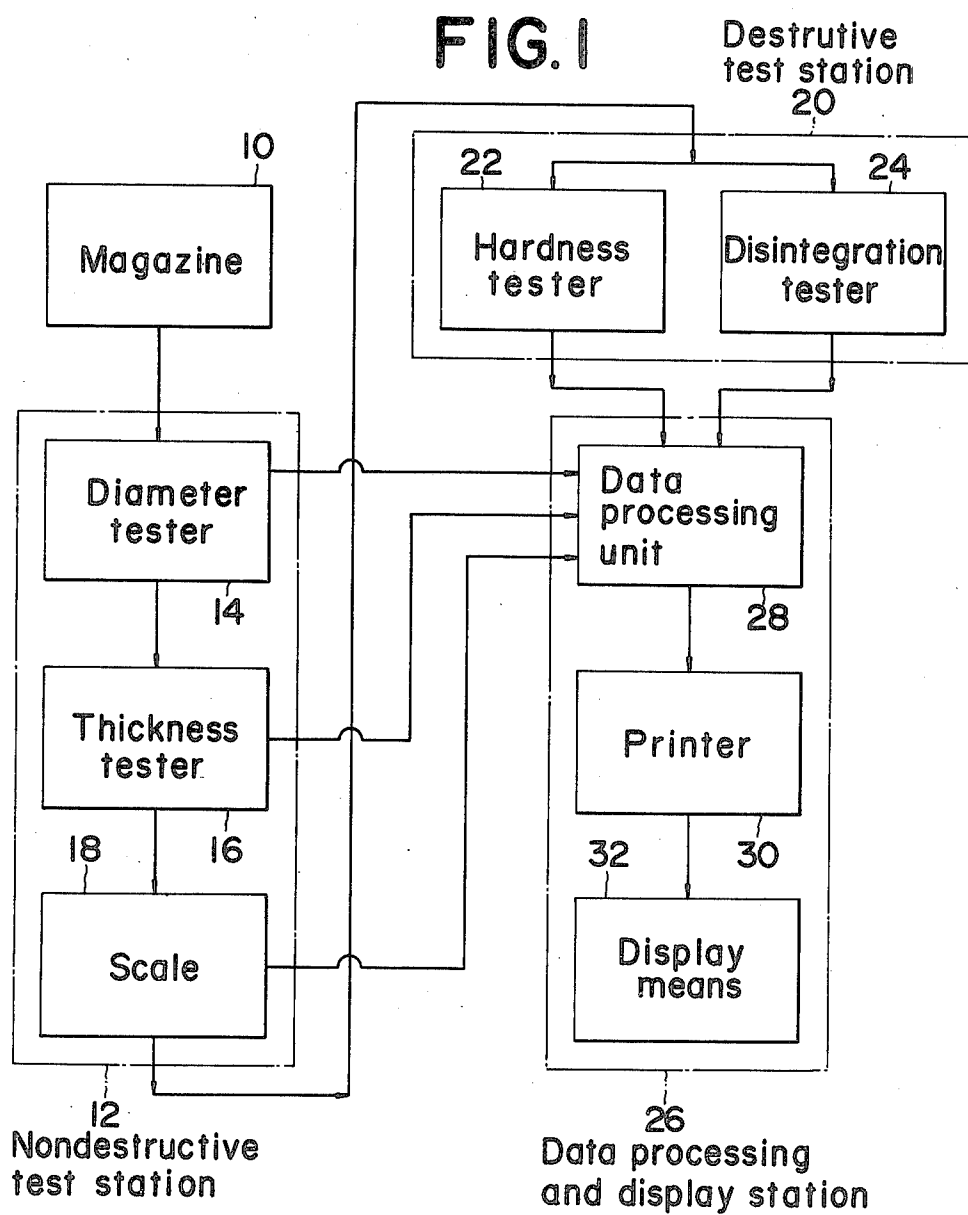 FIG.1
Destrutive
test station
20
10
Magazine
22
Hardness
tester
24
Disintegration
tester
Diameter
tester
14
Thickness
tester
16
18
Scale
12
Nondestructive
test station
Data
processing
unit
28
Printer
30
32
Display
means
26
Data processing
and display station